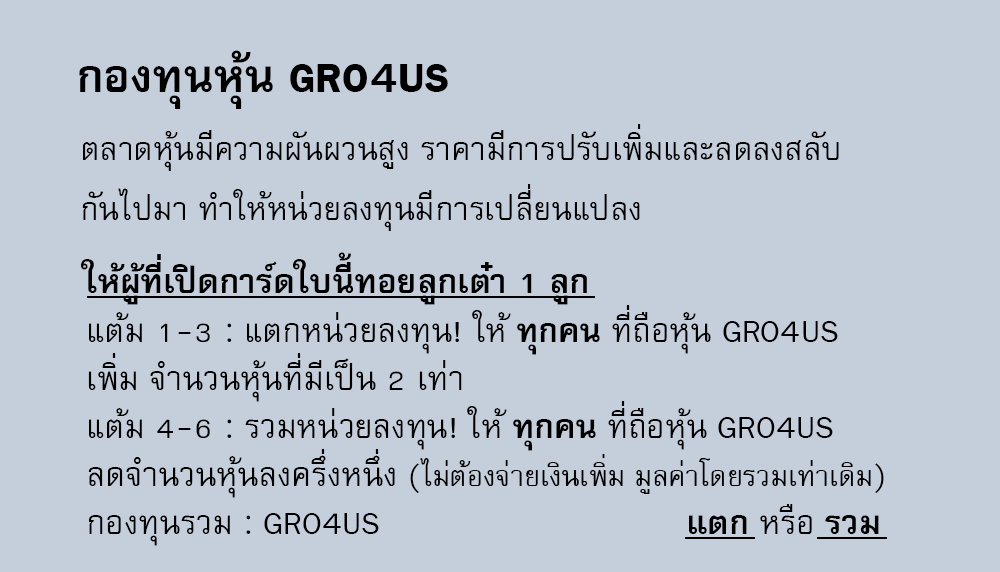 กองทุนหุ้น GRO4US
ตลาดหุ้นมีความผันผวนสูง ราคามีการปรับเพิ่มและลดลงสลับ
กันไปมา ทำให้หน่วยลงทุนมีการเปลี่ยนแปลง
ให้ผู้ที่เปิดการ์ดใบนี้ทอยลูกเต๋า 1 ลูก
แต้ม 1-3 : แตกหน่วยลงทุน! ให้ ทุกคน ที่ถือหุ้น GRO4US
เพิ่ม จำนวนหุ้นที่มีเป็น 2 เท่า
แต้ม 4-6 : รวมหน่วยลงทุน! ให้ ทุกคน ที่ถือหุ้น GRO4US
ลดจำนวนหุ้นลงครึ่งหนึ่ง (ไม่ต้องจ่ายเงินเพิ่ม มูลค่าโดยรวมเท่าเดิม)
กองทุนรวม : GRO4US แตก หรือ รวม